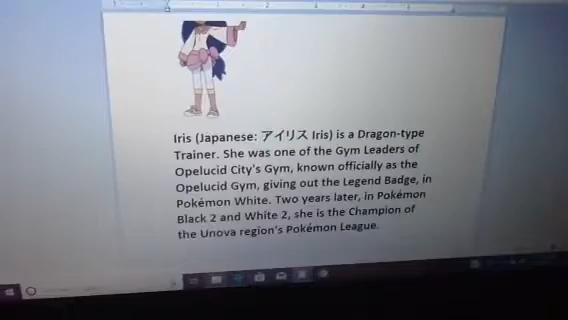 Iris (Japanese: アイリス Iris) is a Dragon-type
Trainer. She was one of the Gym Leaders of
Opelucid City's Gym, known officially as the
Opelucid Gym, giving out the Legend Badge, in
Pokémon White. Two years later, in Pokémon
Black 2 and White 2, she is the Champion of
the Unova region's Pokémon League.